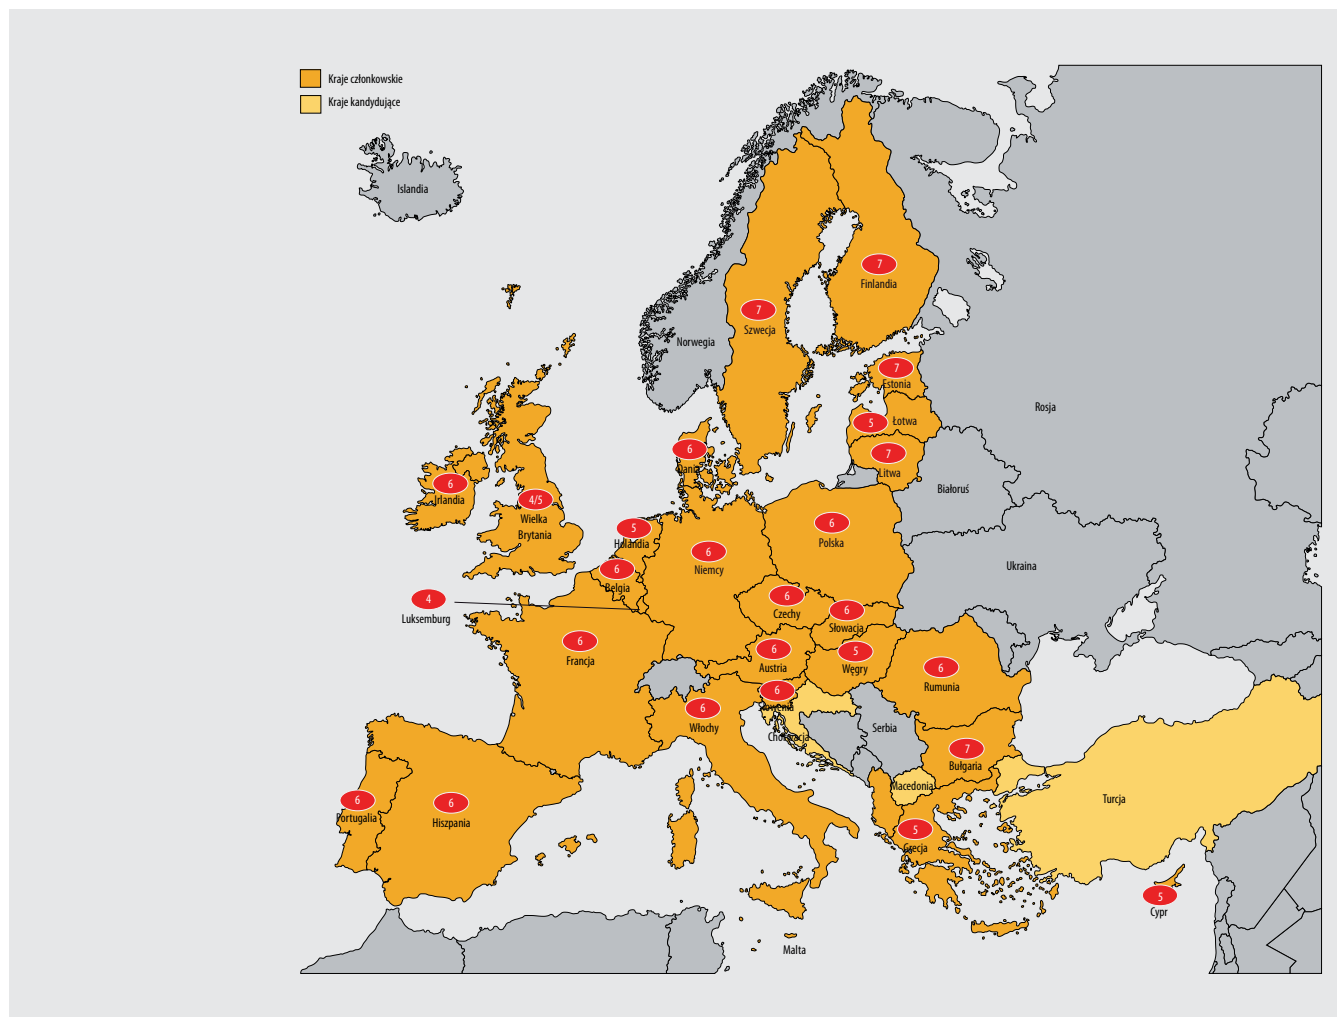 Kraje członkowskie
Kraje kandydujące
Islandia
7
Finlandia
7
Szwecja
Norwegia
7
Estonia
Rosja
5 Łotwa
6
Dania
7
Litwa
6
Irlandia
4/5
Wielka
Brytania
Białoruś
5
Holandia
6
Polska
6
Niemcy
Ukraina
6
Belgia
4
Luksemburg
6
Czechy
6
Słowacja
6
Francja
6
Austria
5
Węgry
6
Rumunia
6
Słowenia
6
Włochy
Chorwacja
Serbia
7
Bułgaria
Macedonia
Turcja
6
Portugalia
6
Hiszpania
5
Grecja
5
Cypr
Malta